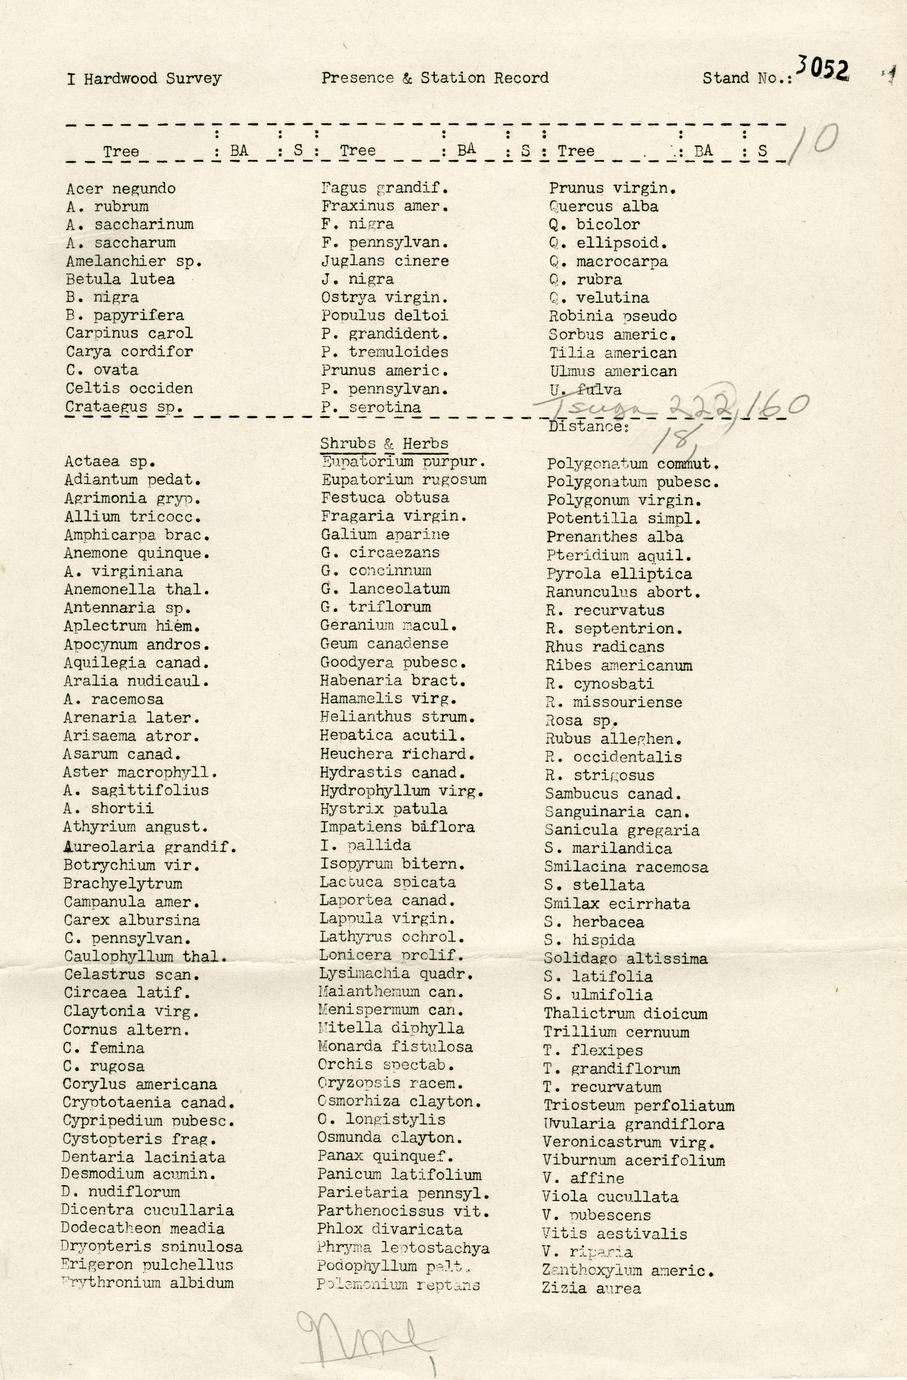 I Hardwood Survey Presence & Station Record Stand No.: 3052
10
Tree : BA : S : Tree : BA : S : Tree : BA : S
Acer negundo Fagus grandif. Prunus virgin.
A. rubrum Fraxinus amer. Quercus alba
A. saccharinum F. nigra Q. bicolor
A. saccharum F. pennsylvan. Q. ellipsoid.
Amelanchier sp. Juglans cinere Q. macrocarpa
Betula lutea J. nigra Q. rubra
B. nigra Ostrya virgin. Q. velutina
B. papyrifera Populus deltoi Robinia pseudo
Carpinus carol P. grandident. Sorbus americ.
Carya cordifor P. tremuloides Tilia american
C. ovata Prunus americ. Ulmus american
Celtis occiden P. pennsylvan. U. fulva
Crataegus sp. P. serotina Tsuga 222, 160
Distance: 18,
Shrubs & Herbs
Actaea sp. Eupatorium purpur. Polygonatum commut.
Adiantum pedat. Eupatorium rugosum Polygonatum pubesc.
Agrimonia gryp. Festuca obtusa Polygonum virgin.
Allium tricocc. Fragaria virgin. Potentilla simpl.
Amphicarpa brac. Galium aparine Prenanthes alba
Anemone quinque. G. circaezans Pteridium aquil.
A. virginiana G. concinnum Pyrola elliptica
Anemonella thal. G. lanceolatum Ranunculus abort.
Antennaria sp. G. triflorum R. recurvatus
Aplectrum hiem. Geranium macul. R. septentrion.
Apocynum andros. Geum canadense Rhus radicans
Aquilegia canad. Goodyera pubesc. Ribes americanum
Aralia nudicaul. Habenaria bract. R. cynosbati
A. racemosa Hamamelis virg. R. missouriense
Arenaria later. Helianthus strum. Rosa sp.
Arisaema atror. Hepatica acutil. Rubus alleghen.
Asarum canad. Heuchera richard. R. occidentalis
Aster macrophyll. Hydrastis canad. R. strigosus
A. sagittifolius Hydrophyllum virg. Sambucus canad.
A. shortii Hystrix patula Sanguinaria can.
Athyrium angust. Impatiens biflora Sanicula gregaria
Aureolaria grandif. I. pallida S. marilandica
Botrychium vir. Isopyrum bitern. Smilacina racemosa
Brachyelytrum Lactuca spicata S. stellata
Campanula amer. Laportea canad. Smilax ecirrhata
Carex albursina Lappula virgin. S. herbacea
C. pennsylvan. Lathyrus ochrol. S. hispida
Caulophyllum thal. Lonicera prolif. Solidago altissima
Celastrus scan. Lysimachia quadr. S. latifolia
Circaea latif. Maianthemum can. S. ulmifolia
Claytonia virg. Menispermum can. Thalictrum dioicum
Cornus altern. Mitella diphylla Trillium cernuum
C. femina Monarda fistulosa T. flexipes
C. rugosa Orchis spectab. T. grandiflorum
Corylus americana Oryzopsis racem. T. recurvatum
Cryptotaenia canad. Osmorhiza clayton. Triosteum perfoliatum
Cypripedium pubesc. O. longistylis Uvularia grandiflora
Cystopteris frag. Osmunda clayton. Veronicastrum virg.
Dentaria laciniata Panax quinquef. Viburnum acerifolium
Desmodium acumin. Panicum latifolium V. affine
D. nudiflorum Parietaria pennsyl. Viola cucullata
Dicentra cucullaria Parthenocissus vit. V. pubescens
Dodecatheon meadia Phlox divaricata Vitis aestivalis
Dryopteris spinulosa Phryma leptostachya V. riparia
Erigeron pulchellus Podophyllum pelt. Zanthoxylum americ.
Erythronium albidum Polemonium reptans Zizia aurea
None